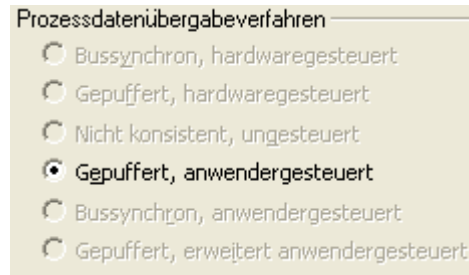 Prozessdatenübergabeverfahren
Bussynchron, hardwaregesteuert
Gepuffert, hardwaregesteuert
Nicht konsistent, ungesteuert
Gepuffert, anwendergesteuert
Bussynchron, anwendergesteuert
Gepuffert, erweitert anwendergesteuert